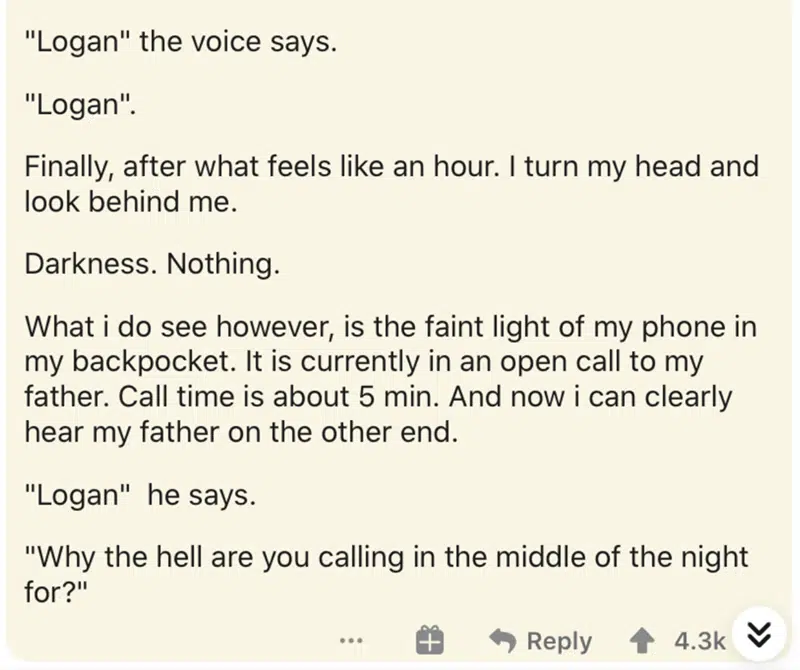 "Logan" the voice says.
"Logan".
Finally, after what feels like an hour. I turn my head and
look behind me.
Darkness. Nothing.
What i do see however, is the faint light of my phone in
my backpocket. It is currently in an open call to my
father. Call time is about 5 min. And now i can clearly
hear my father on the other end.
"Logan"  he says.
"Why the hell are you calling in the middle of the night
for?"
Reply 4.3k